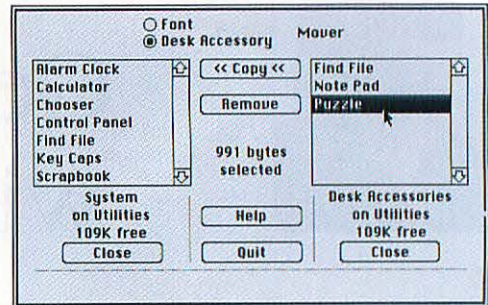 Font
Desk Accessory
Mover
Alarm Clock
Calculator
Chooser
Control Panel
Find File
Key Caps
Scrapbook
<< Copy <<
Remove
991 bytes
selected
Find File
Note Pad
Puzzle
System
on Utilities
109K free
Close
Help
Quit
Desk Accessories
on Utilities
109K free
Close